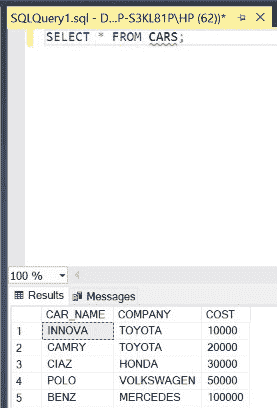 SQLQuery1.sql - D...P-S3KL81P\HP (62))*
SELECT * FROM CARS;
100 %
Results Messages
CAR_NAME COMPANY COST
1 INNOVA TOYOTA 10000
2 CAMRY TOYOTA 20000
3 CIAZ HONDA 30000
4 POLO VOLKSWAGEN 50000
5 BENZ MERCEDES 100000